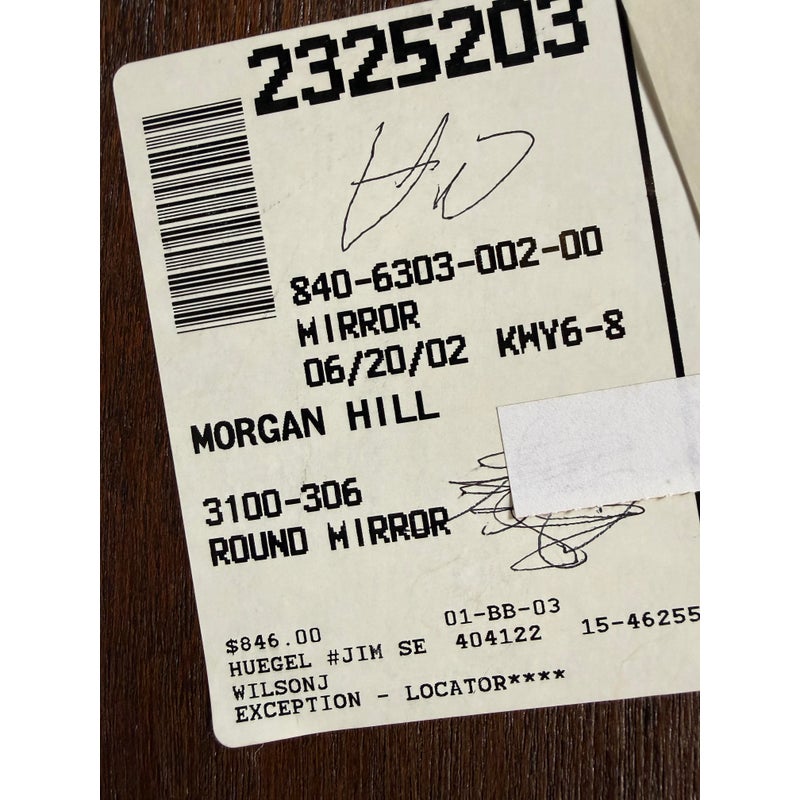 2325203
840-6303-002-00
MIRROR
06/20/02 KWY6-8
MORGAN HILL
3100-306
ROUND MIRROR
01-BB-03
$846.00
HUEGEL #JIM SE 404122 15-46255
WILSONJ
EXCEPTION - LOCATOR****